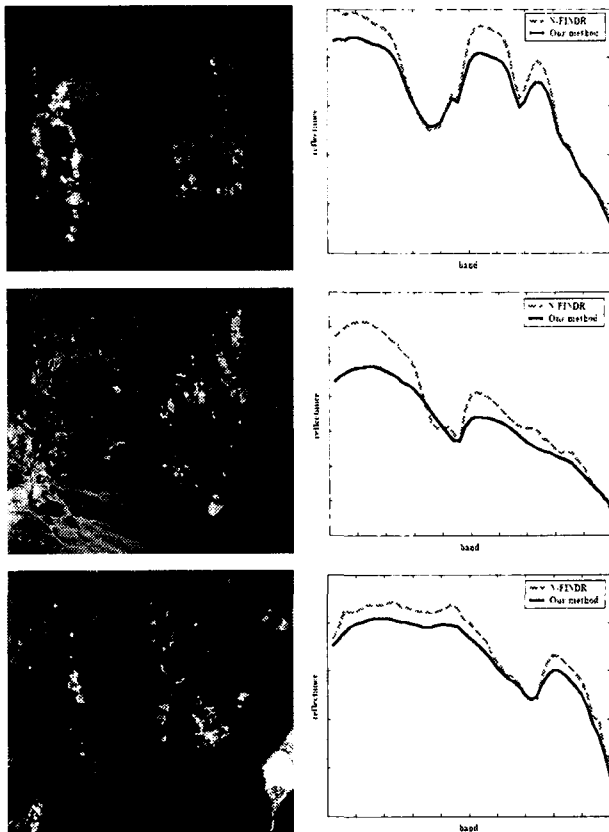 N-FINDR
Our method
reflectance
band
N-FINDR
Our method
reflectance
band
N-FINDR
Our method
reflectance
band